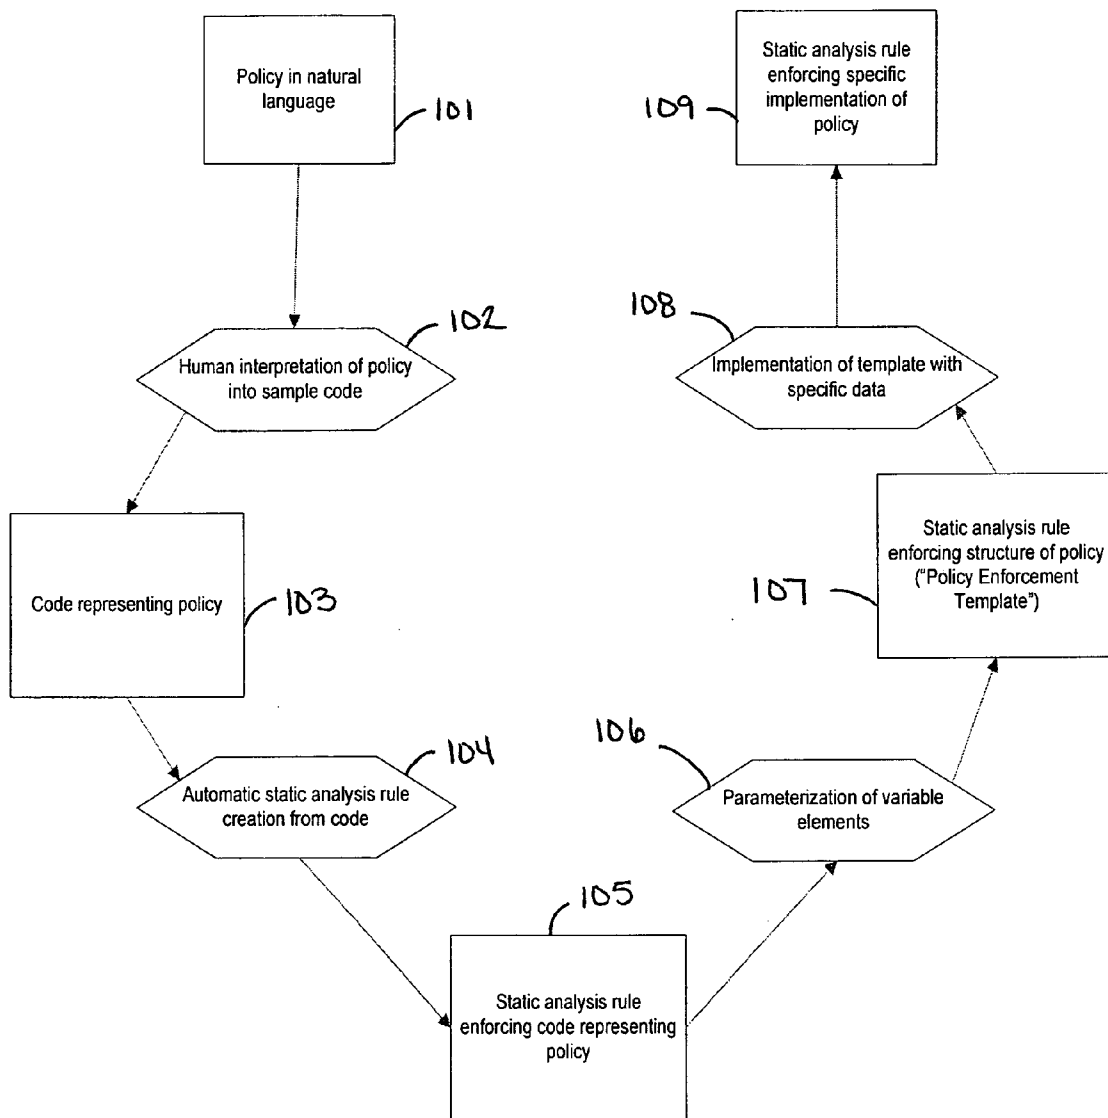 Policy in natural
language
101
Human interpretation of policy
into sample code
102
Code representing policy
103
Automatic static analysis rule
creation from code
104
Static analysis rule
enforcing code representing
policy
105
Parameterization of variable
elements
106
Static analysis rule
enforcing structure of policy
("Policy Enforcement
Template")
107
Implementation of template with
specific data
108
Static analysis rule
enforcing specific
implementation of
policy
109